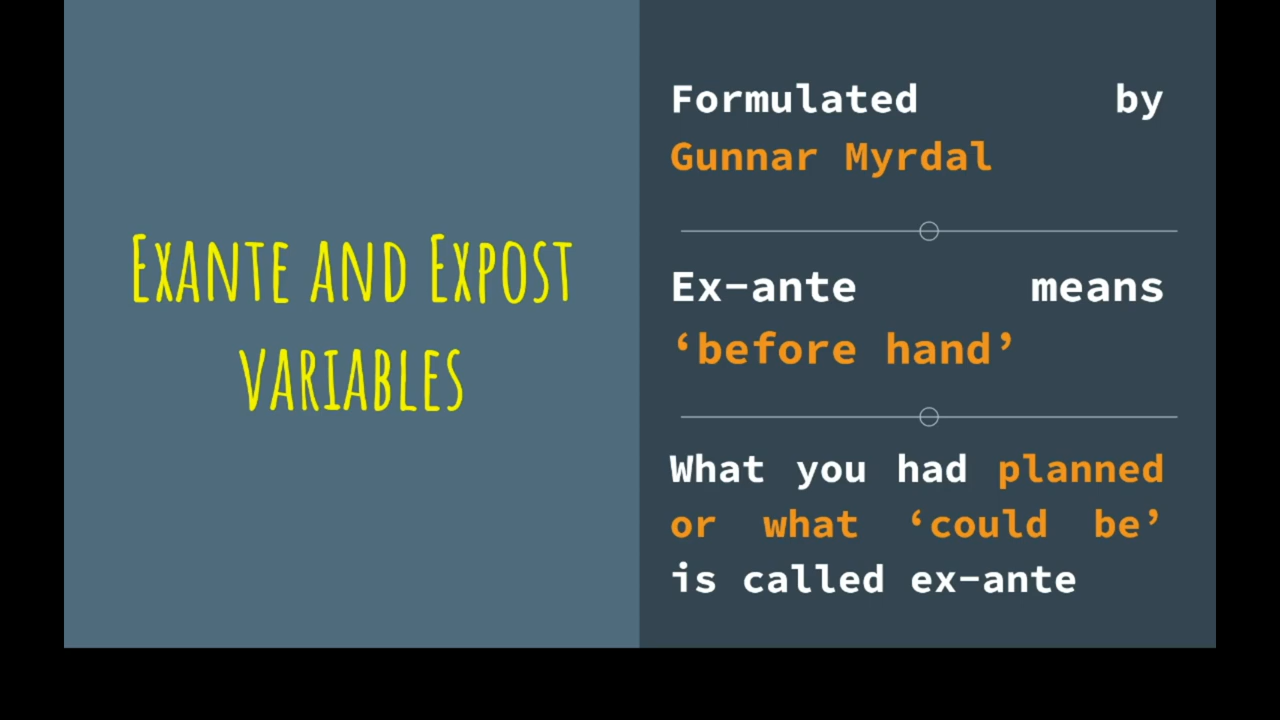 Exante and Expost
variables
Formulated by
Gunnar Myrdal
Ex-ante means
‘before hand’
What you had planned
or what ‘could be’
is called ex-ante